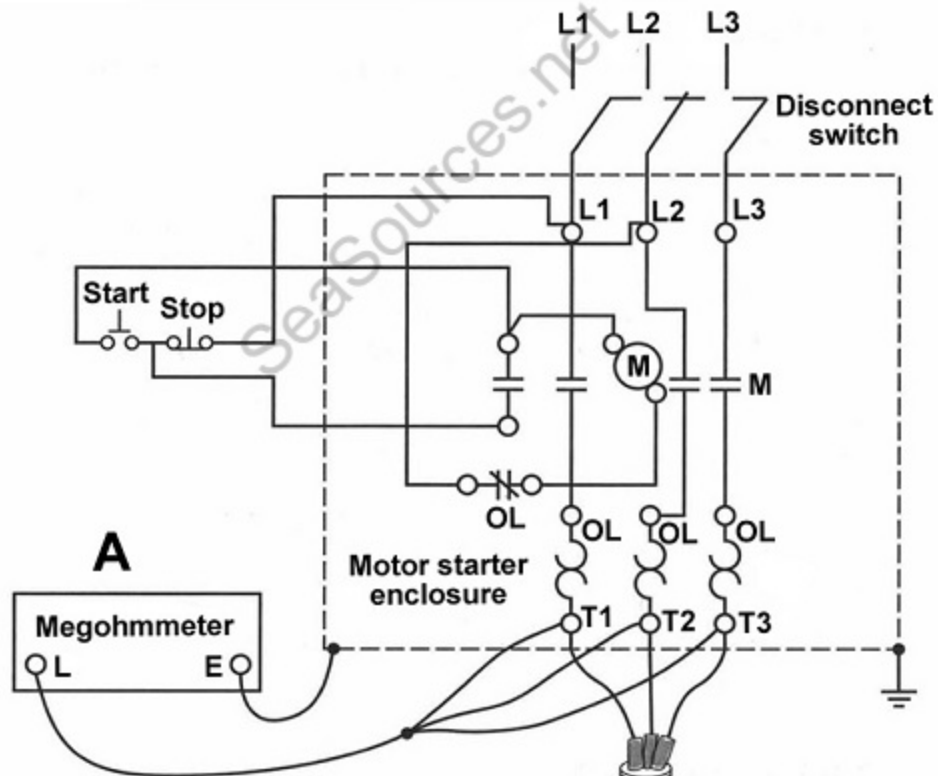 L1 L2 L3
Disconnect
switch
L1 L2 L3
Start
Stop
M
M
OL
OL OL OL
A
Motor starter
enclosure
Megohmmeter
T1 T2 T3
L E
SeaSources.net